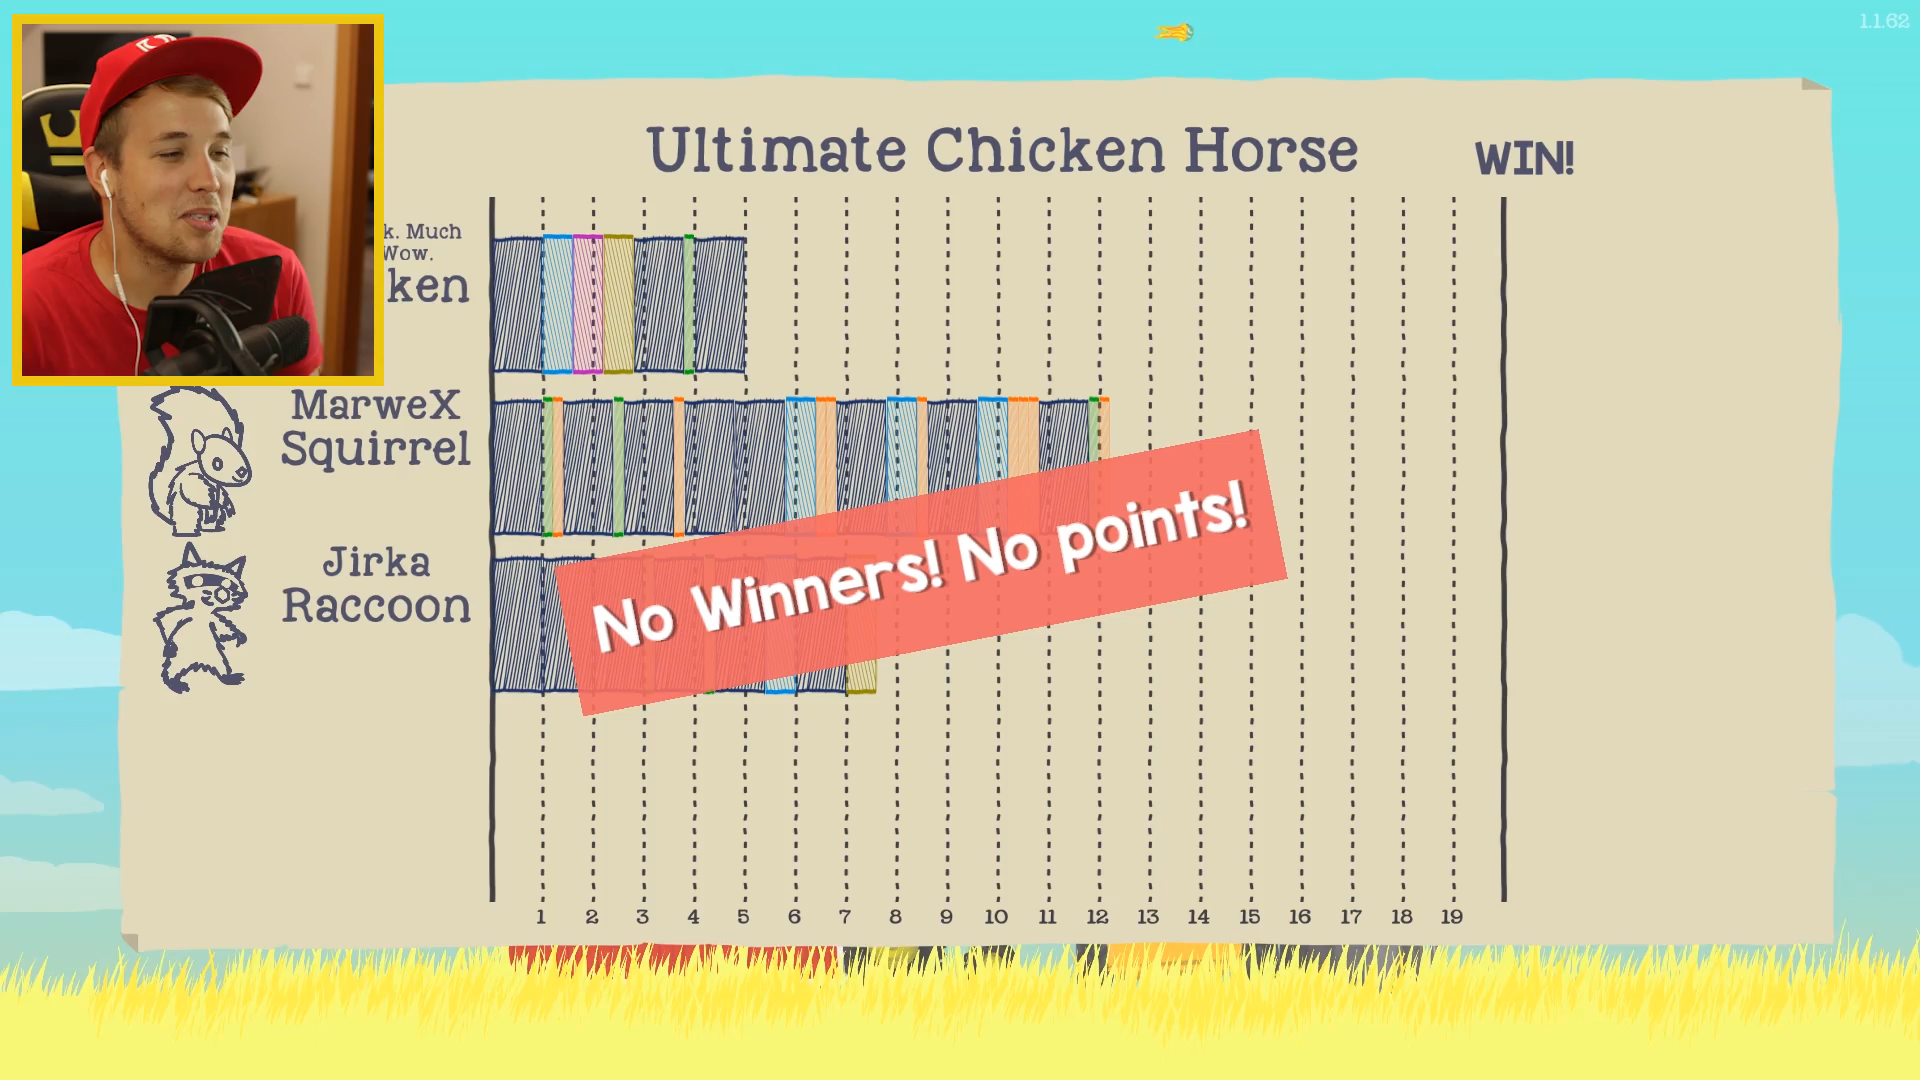 1.1.62
Ultimate Chicken Horse
WIN!
Much
Wow.
MarweX
Squirrel
Jirka
Raccoon
No Winners! No points!
1 2 3 4 5 6 7 8 9 10 11 12 13 14 15 16 17 18 19